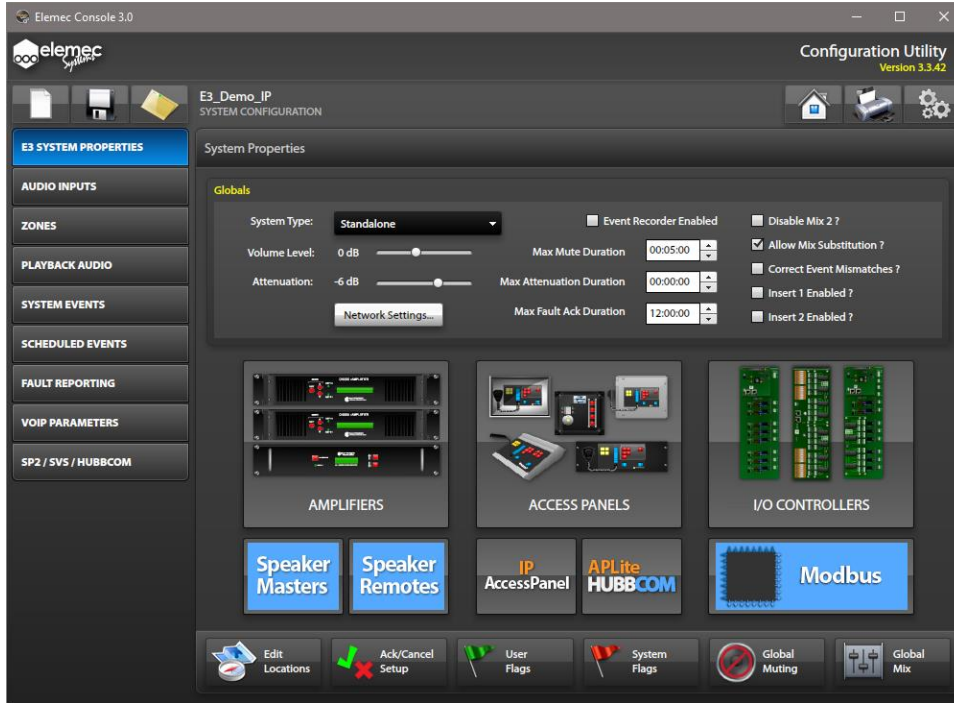 Elemec Console 3.0
elemec
Systems
Configuration Utility
Version 3.3.42
E3_Demo_IP
SYSTEM CONFIGURATION
E3 SYSTEM PROPERTIES
AUDIO INPUTS
ZONES
PLAYBACK AUDIO
SYSTEM EVENTS
SCHEDULED EVENTS
FAULT REPORTING
VOIP PARAMETERS
SP2 / SVS / HUBBCOM
System Properties
Globals
System Type: Standalone
Volume Level: 0 dB
Attenuation: -6 dB
Network Settings...
Event Recorder Enabled
Max Mute Duration 00:05:00
Max Attenuation Duration 00:00:00
Max Fault Ack Duration 12:00:00
Disable Mix 2 ?
Allow Mix Substitution ?
Correct Event Mismatches ?
Insert 1 Enabled ?
Insert 2 Enabled ?
AMPLIFIERS
ACCESS PANELS
I/O CONTROLLERS
Speaker
Masters
Speaker
Remotes
IP
AccessPanel
APLite
HUBBCOM
Modbus
Edit
Locations
Ack/Cancel
Setup
User
Flags
System
Flags
Global
Muting
Global
Mix